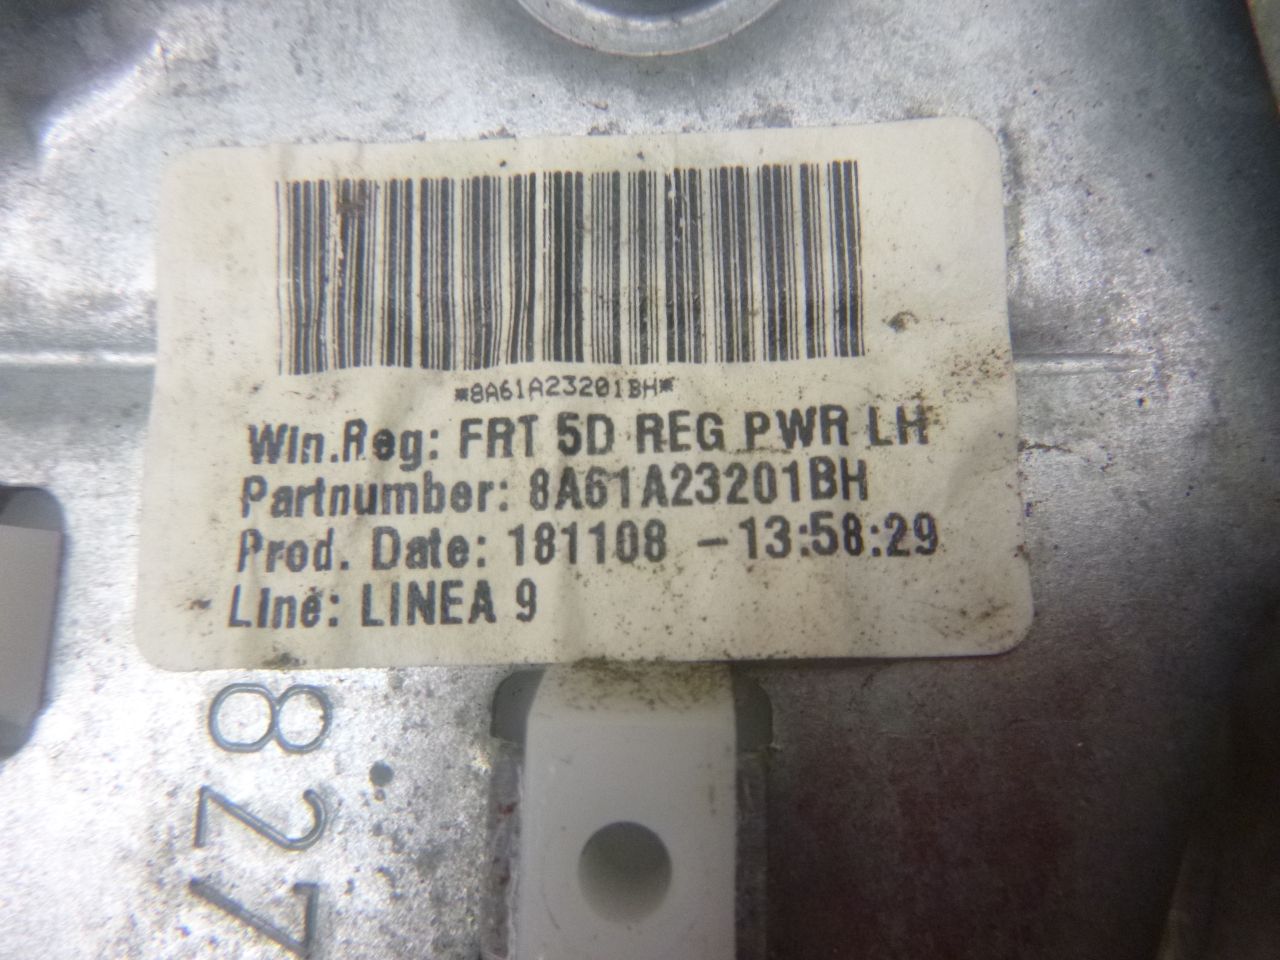 *8A61A23201BH*
Win.Reg: FRT 5D REG PWR LH
Partnumber: 8A61A23201BH
Prod. Date: 181108 - 13:58:29
Line: LINEA 9
827